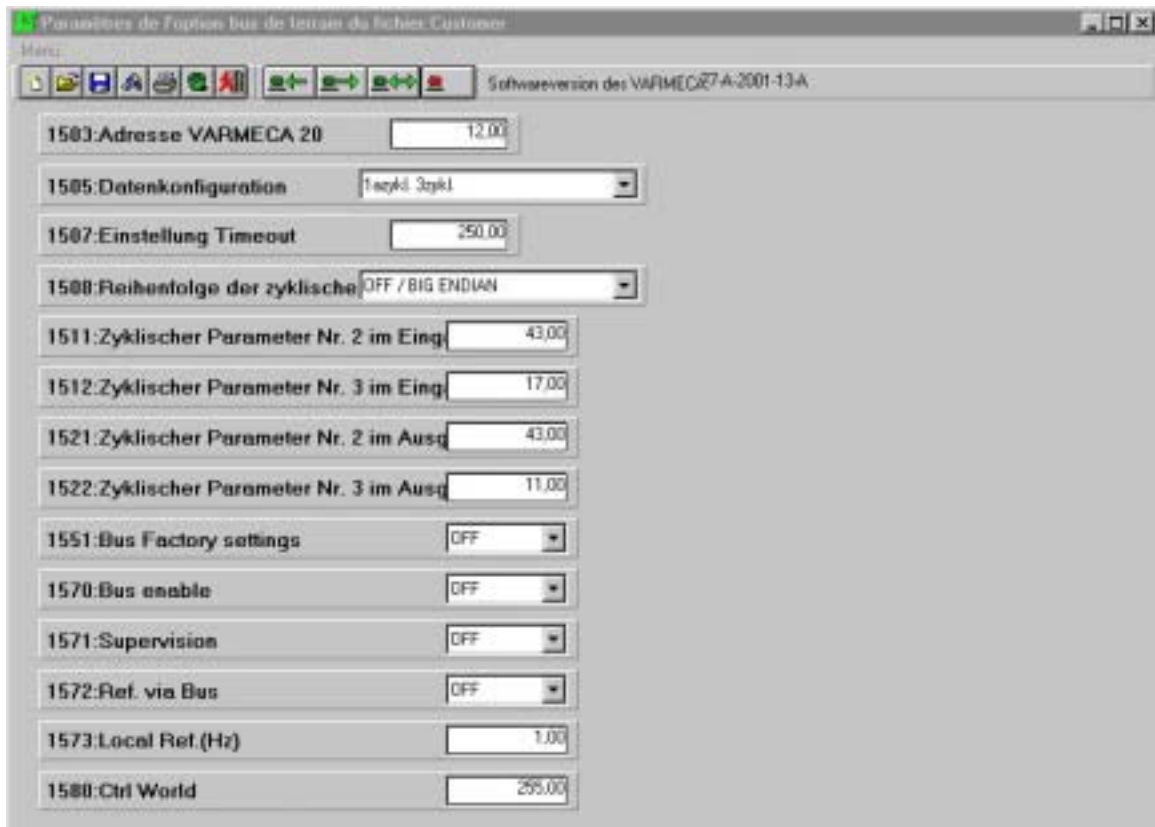 Paramètres de l'option bus de terrain du fichier Customer
Menu
Softwareversion des VARMECA27-A-2001-13-A
1503:Adresse VARMECA 20 12,00
1505:Datenkonfiguration 1azykl. 3zykl.
1507:Einstellung Timeout 250,00
1508:Reihenfolge der zyklische OFF / BIG ENDIAN
1511:Zyklischer Parameter Nr. 2 im Einga 43,00
1512:Zyklischer Parameter Nr. 3 im Einga 17,00
1521:Zyklischer Parameter Nr. 2 im Ausg 43,00
1522:Zyklischer Parameter Nr. 3 im Ausg 11,00
1551:Bus Factory settings OFF
1570:Bus enable OFF
1571:Supervision OFF
1572:Ref. via Bus OFF
1573:Local Ref.(Hz) 1,00
1580:Ctrl World 255,00